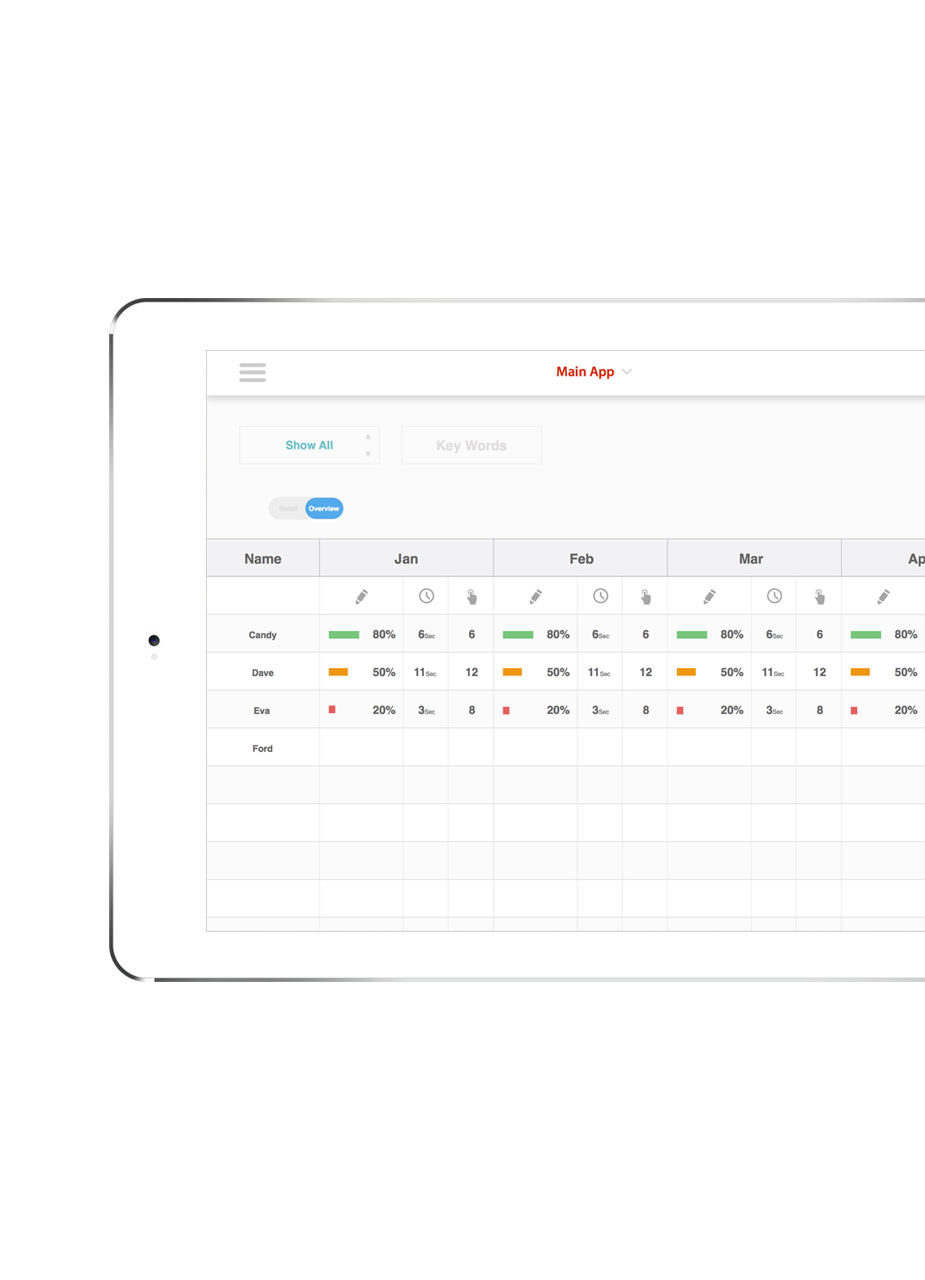 Main App
Show All
Key Words
Detail Overview
Name Jan Feb Mar Ap
Candy 80% 6Sec 6 80% 6Sec 6 80% 6Sec 6 80%
Dave 50% 11Sec 12 50% 11Sec 12 50% 11Sec 12 50%
Eva 20% 3Sec 8 20% 3Sec 8 20% 3Sec 8 20%
Ford